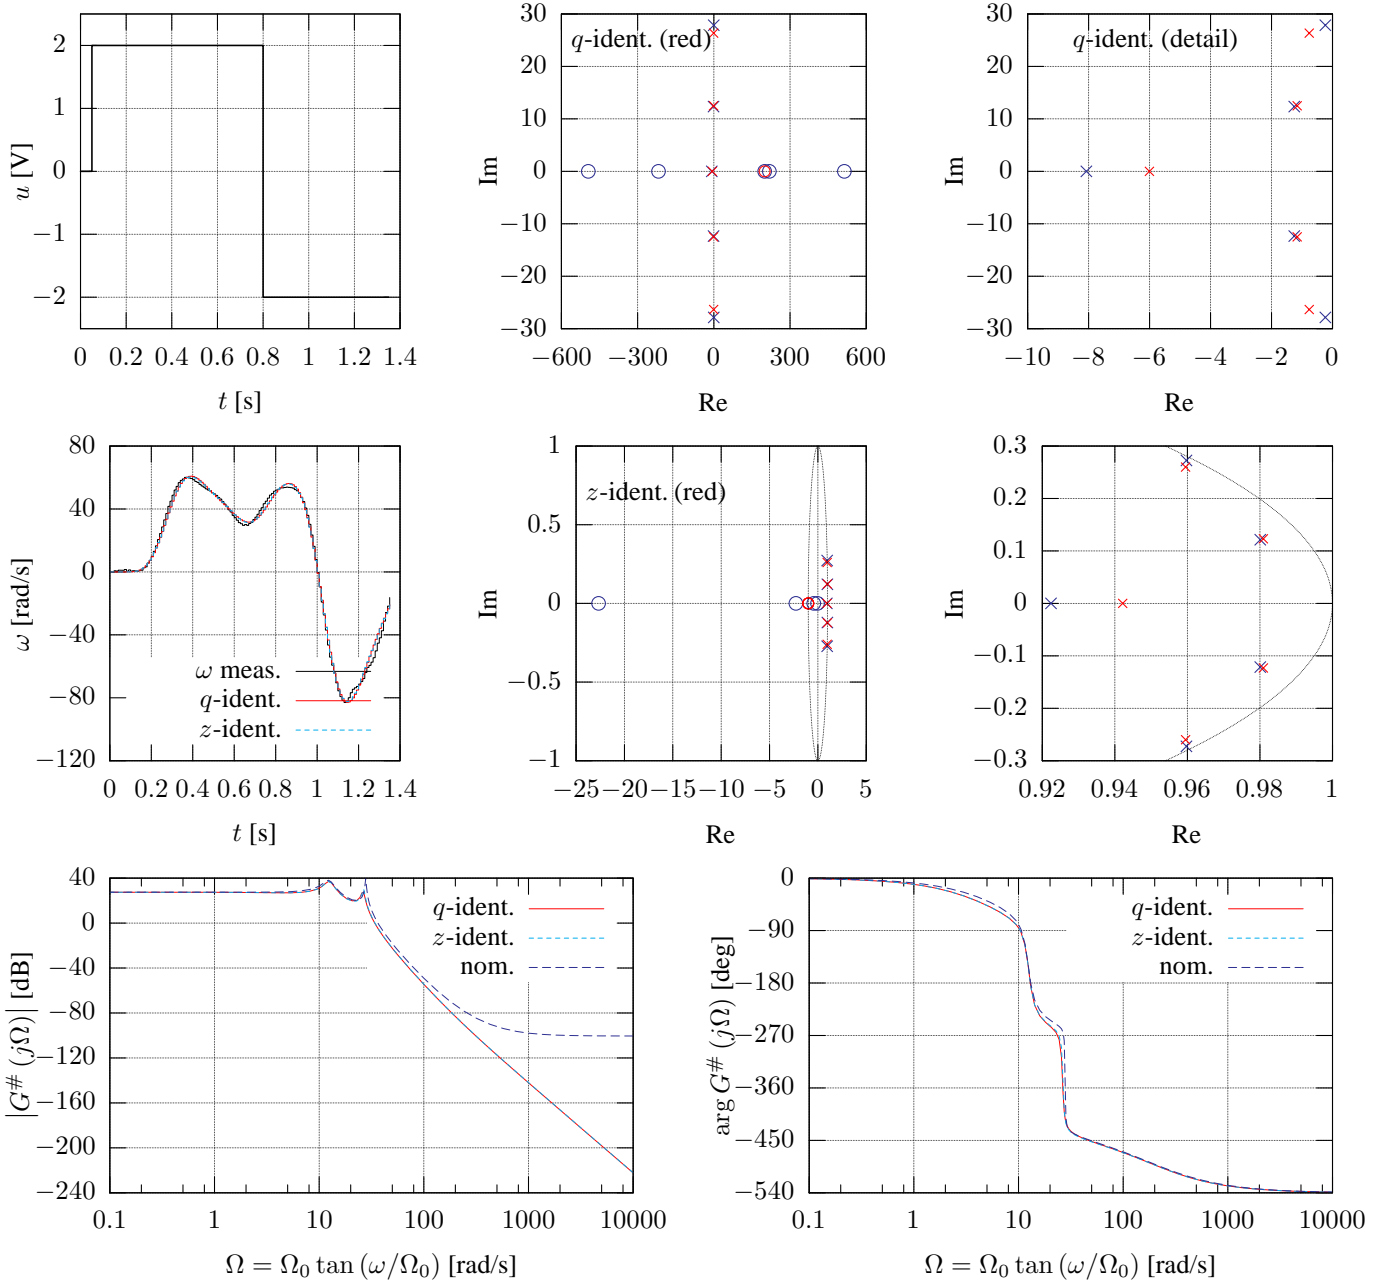 2
1
0
−1
−2
u [V]
0 0.2 0.4 0.6 0.8 1 1.2 1.4
t [s]
q-ident. (red)
30
20
10
0
−10
−20
−30
Im
−600 −300 0 300 600
Re
q-ident. (detail)
30
20
10
0
−10
−20
−30
Im
−10 −8 −6 −4 −2 0
Re
80
40
0
−40
−80
−120
ω [rad/s]
ω meas.
q-ident.
z-ident.
0 0.2 0.4 0.6 0.8 1 1.2 1.4
t [s]
z-ident. (red)
1
0.5
0
−0.5
−1
Im
−25 −20 −15 −10 −5 0 5
Re
0.3
0.2
0.1
0
−0.1
−0.2
−0.3
Im
0.92 0.94 0.96 0.98 1
Re
40
0
−40
−80
−120
−160
−200
−240
|G# (jΩ)| [dB]
q-ident.
z-ident.
nom.
0.1 1 10 100 1000 10000
Ω = Ω₀ tan (ω/Ω₀) [rad/s]
0
−90
−180
−270
−360
−450
−540
arg G# (jΩ) [deg]
q-ident.
z-ident.
nom.
0.1 1 10 100 1000 10000
Ω = Ω₀ tan (ω/Ω₀) [rad/s]